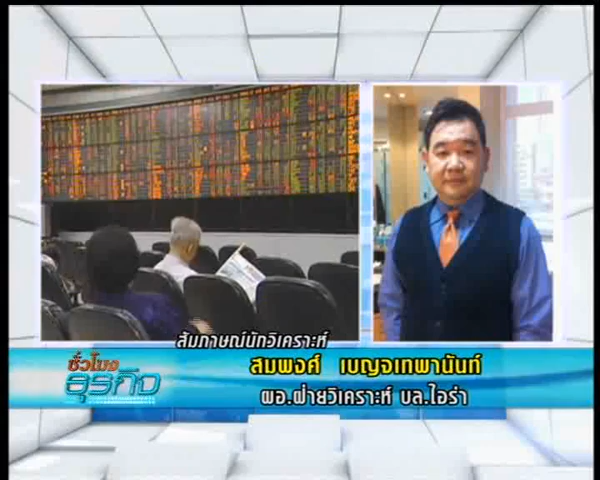 สัมภาษณ์นักวิเคราะห์
ชั่วโมง
ธุรกิจ
สมพงศ์ เบญจเทพานันท์
ผอ.ฝ่ายวิเคราะห์ บล.ไอร่า